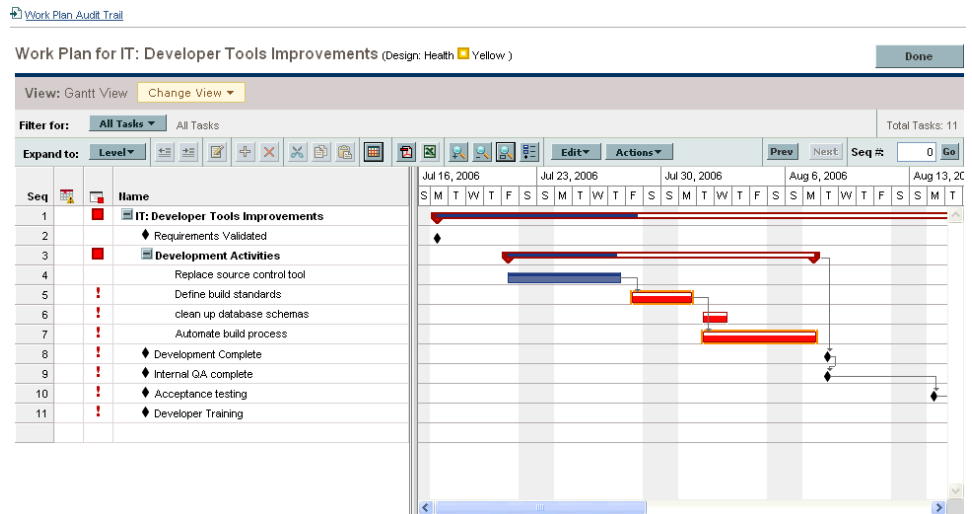 Work Plan Audit Trail
Work Plan for IT: Developer Tools Improvements (Design: Health Yellow )
Done
View: Gantt View Change View
Filter for: All Tasks All Tasks Total Tasks: 11
Expand to: Level Edit Actions Prev Next Seq #: 0 Go
Jul 16, 2006 Jul 23, 2006 Jul 30, 2006 Aug 6, 2006 Aug 13, 20
Seq Name S M T W T F S S M T W T F S S M T W T F S S M T W T F S S M T
1 IT: Developer Tools Improvements
2 Requirements Validated
3 Development Activities
4 Replace source control tool
5 ! Define build standards
6 ! clean up database schemas
7 ! Automate build process
8 ! Development Complete
9 ! Internal QA complete
10 ! Acceptance testing
11 ! Developer Training